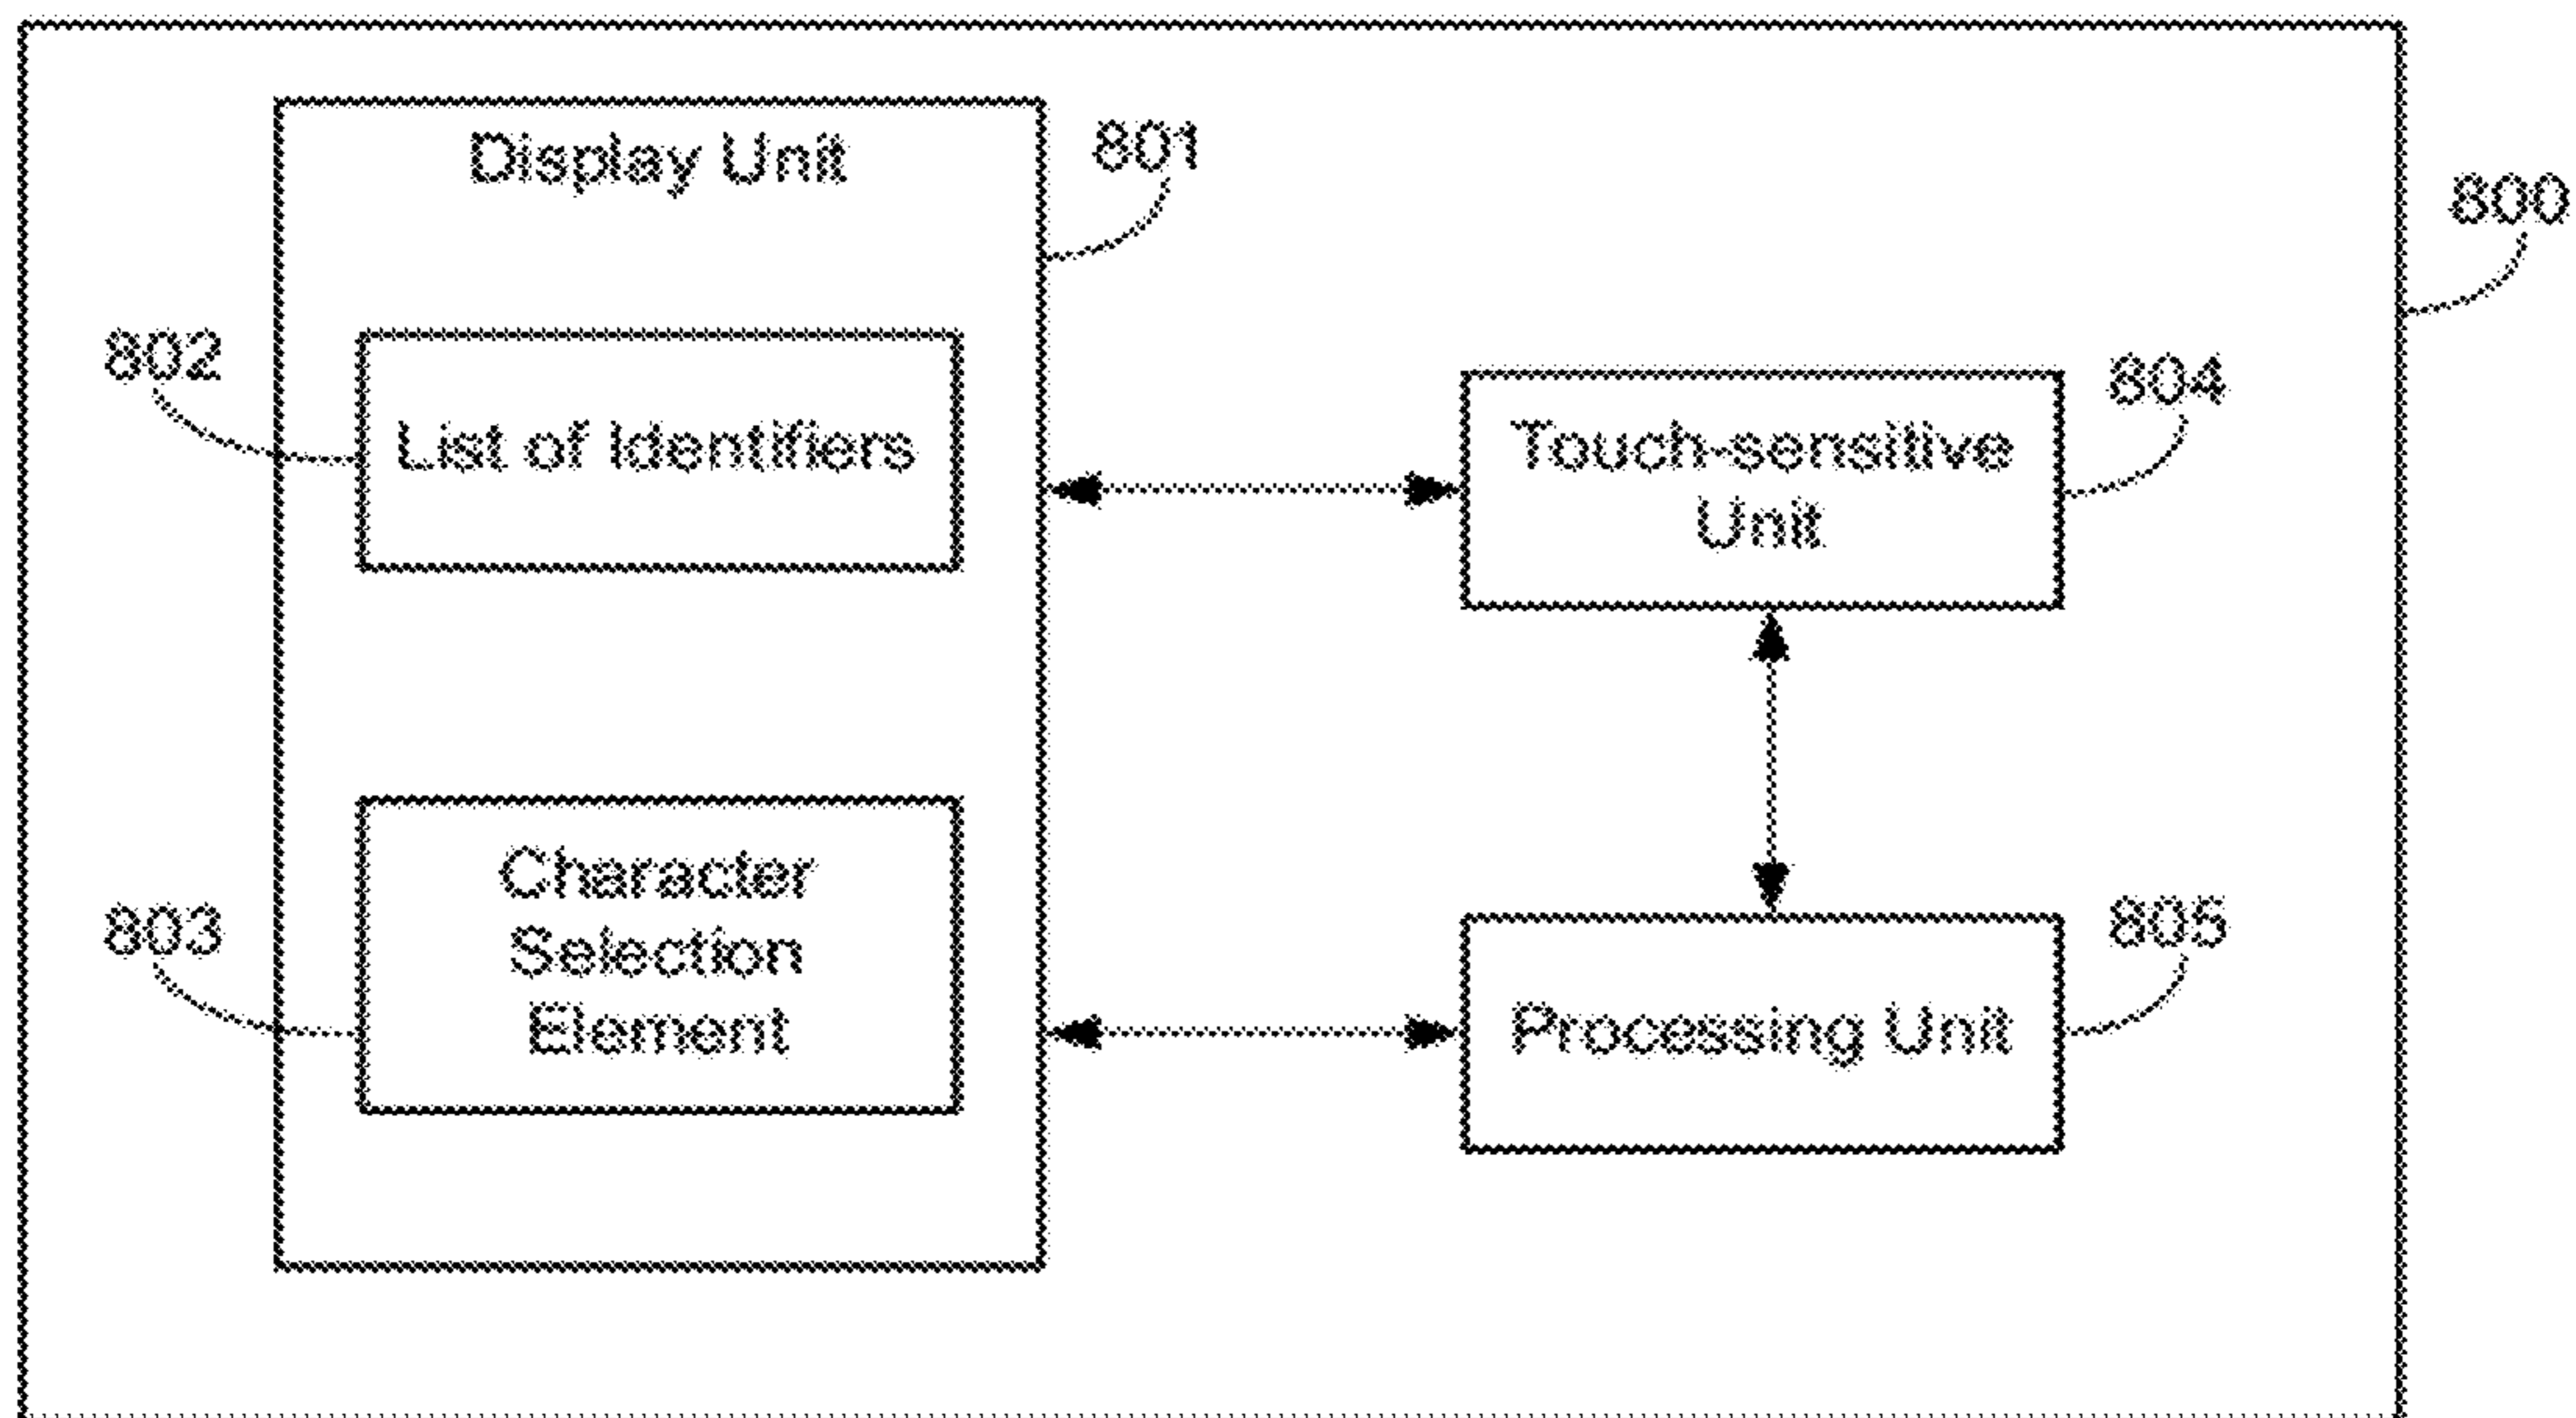 Display Unit
801
800
802
List of Identifiers
804
Touch-sensitive
Unit
803
Character
Selection
Element
805
Processing Unit